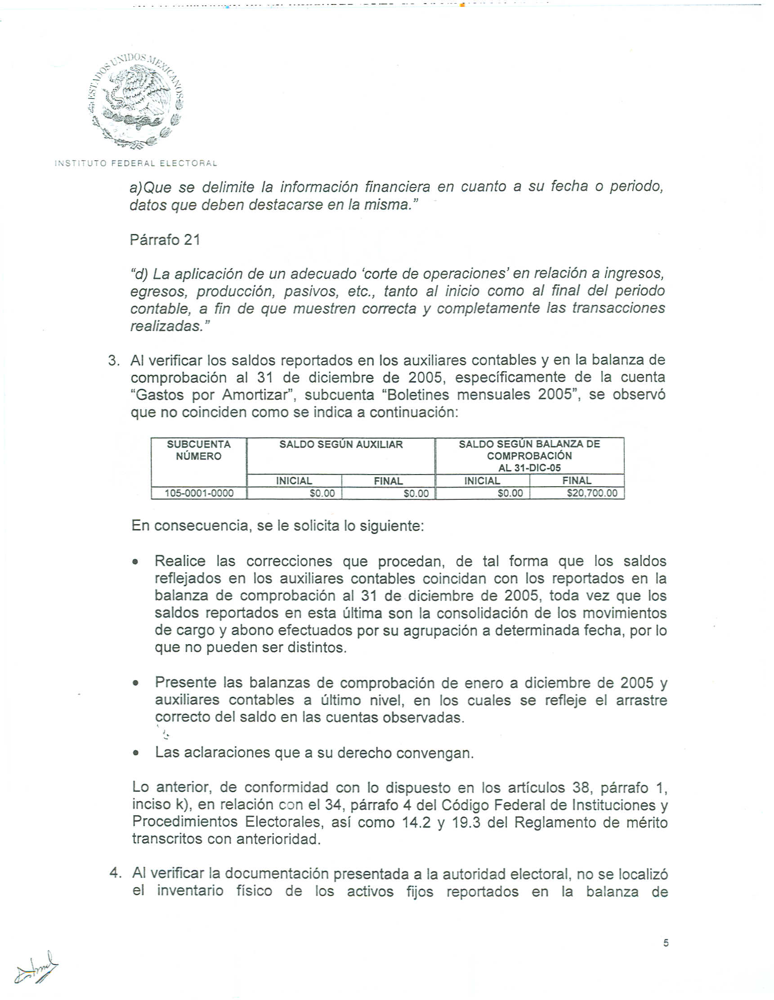 ESTADOS UNIDOS MEXICANOS
INSTITUTO FEDERAL ELECTORAL
a)Que se delimite la información financiera en cuanto a su fecha o periodo,
datos que deben destacarse en la misma.”
Párrafo 21
“d) La aplicación de un adecuado ‘corte de operaciones’ en relación a ingresos,
egresos, producción, pasivos, etc., tanto al inicio como al final del periodo
contable, a fin de que muestren correcta y completamente las transacciones
realizadas.”
3. Al verificar los saldos reportados en los auxiliares contables y en la balanza de
comprobación al 31 de diciembre de 2005, específicamente de la cuenta
“Gastos por Amortizar”, subcuenta “Boletines mensuales 2005”, se observó
que no coinciden como se indica a continuación:
SUBCUENTA SALDO SEGÚN AUXILIAR SALDO SEGÚN BALANZA DE
NÚMERO COMPROBACIÓN
AL 31-DIC-05
INICIAL FINAL INICIAL FINAL
105-0001-0000 $0.00 $0.00 $0.00 $20,700.00
En consecuencia, se le solicita lo siguiente:
• Realice las correcciones que procedan, de tal forma que los saldos
reflejados en los auxiliares contables coincidan con los reportados en la
balanza de comprobación al 31 de diciembre de 2005, toda vez que los
saldos reportados en esta última son la consolidación de los movimientos
de cargo y abono efectuados por su agrupación a determinada fecha, por lo
que no pueden ser distintos.
• Presente las balanzas de comprobación de enero a diciembre de 2005 y
auxiliares contables a último nivel, en los cuales se refleje el arrastre
correcto del saldo en las cuentas observadas.
• Las aclaraciones que a su derecho convengan.
Lo anterior, de conformidad con lo dispuesto en los artículos 38, párrafo 1,
inciso k), en relación con el 34, párrafo 4 del Código Federal de Instituciones y
Procedimientos Electorales, así como 14.2 y 19.3 del Reglamento de mérito
transcritos con anterioridad.
4. Al verificar la documentación presentada a la autoridad electoral, no se localizó
el inventario físico de los activos fijos reportados en la balanza de
5